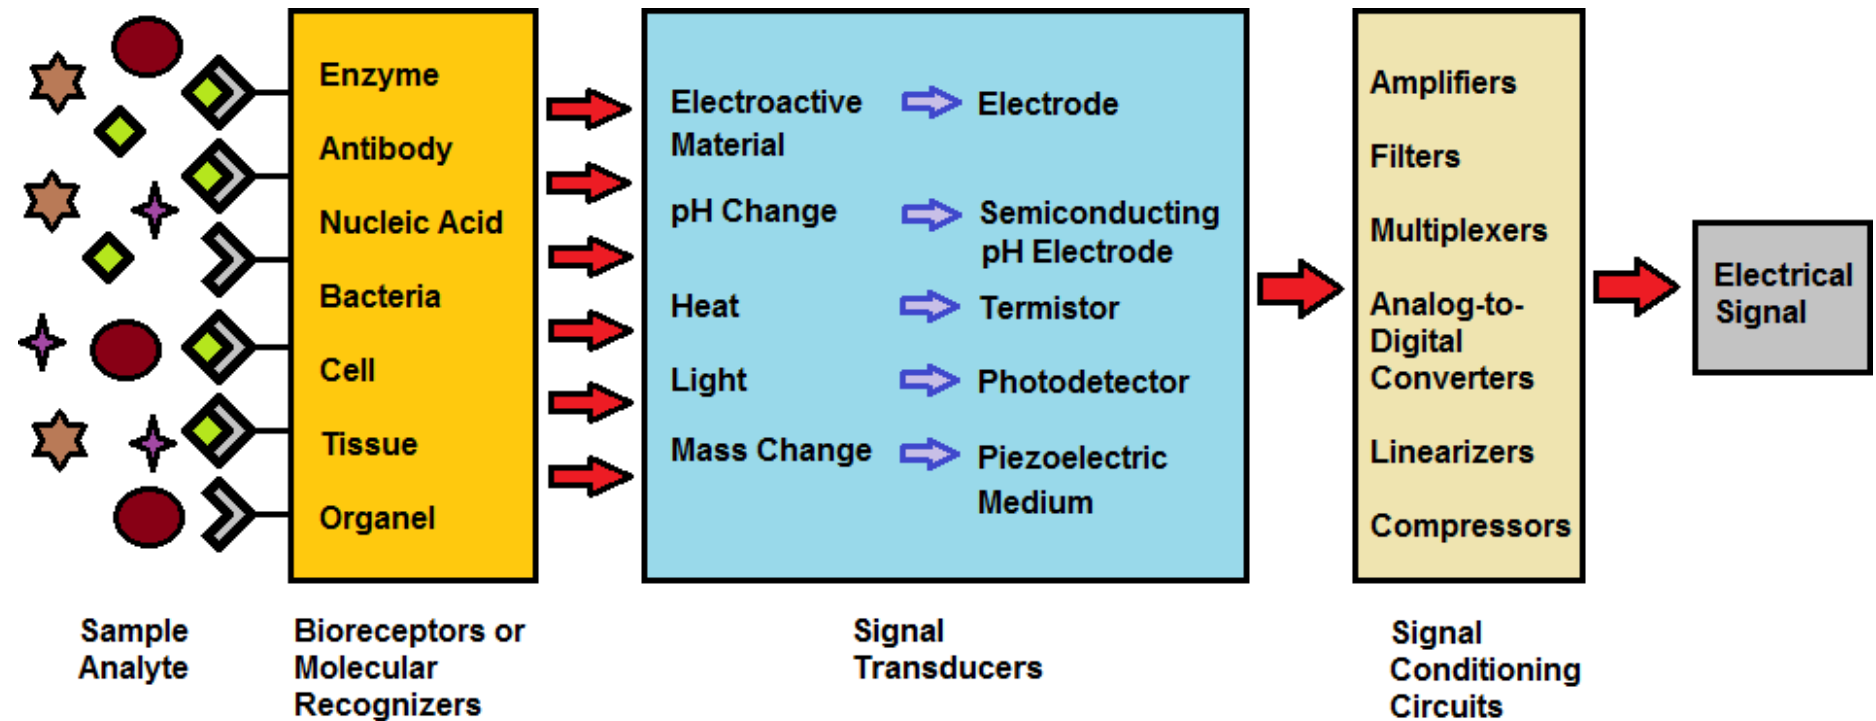 Enzyme
Antibody
Nucleic Acid
Bacteria
Cell
Tissue
Organel
Electroactive
Material
Electrode
pH Change
Semiconducting
pH Electrode
Heat
Termistor
Light
Photodetector
Mass Change
Piezoelectric
Medium
Amplifiers
Filters
Multiplexers
Analog-to-
Digital
Converters
Linearizers
Compressors
Electrical
Signal
Sample
Analyte
Bioreceptors or
Molecular
Recognizers
Signal
Transducers
Signal
Conditioning
Circuits